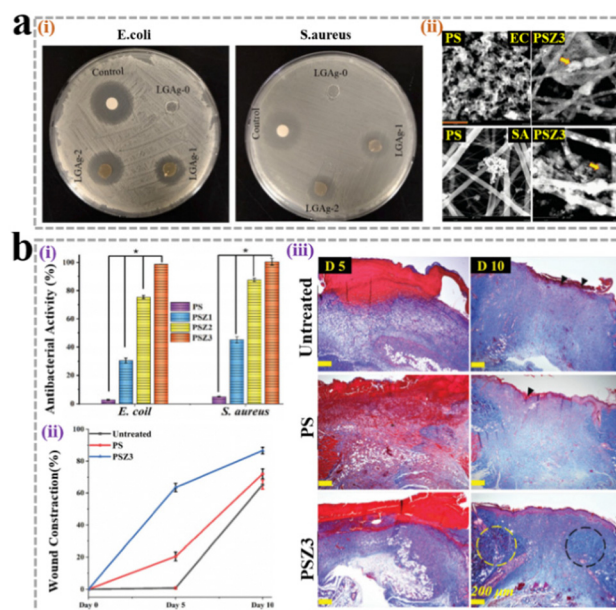 a
(i)
E.coli
S.aureus
Control
LGAg-0
LGAg-2
LGAg-1
LGAg-0
Control
LGAg-1
LGAg-2
(ii)
PS
EC
PSZ3
PS
SA
PSZ3
b
(i)
Antibacterial Activity (%)
100
80
60
40
20
0
*
*
PS
PSZ1
PSZ2
PSZ3
E. coil
S. aureus
(ii)
Wound Constraction(%)
100
80
60
40
20
0
Untreated
PS
PSZ3
Day 0
Day 5
Day 10
(iii)
D 5
D 10
Untreated
PS
PSZ3
200 µm